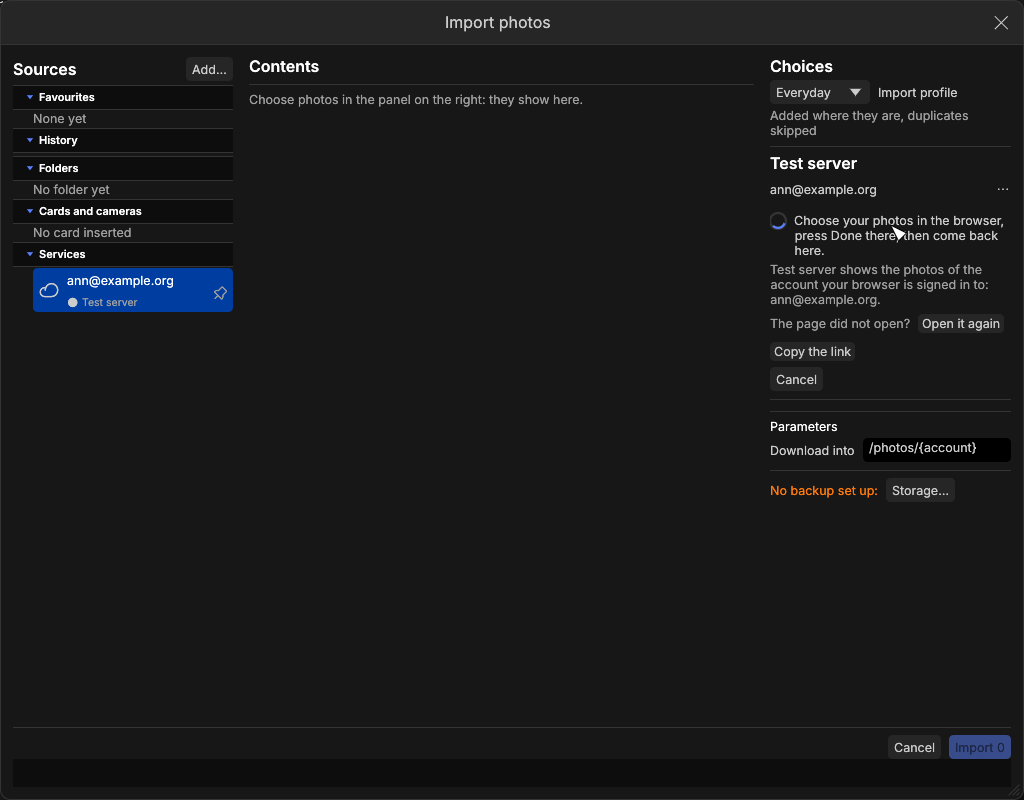 Import photos
Sources
Add...
Favourites
None yet
History
Folders
No folder yet
Cards and cameras
No card inserted
Services
ann@example.org
Test server
Contents
Choose photos in the panel on the right: they show here.
Choices
Everyday
Import profile
Added where they are, duplicates
skipped
Test server
ann@example.org
...
Choose your photos in the browser,
press Done there, then come back
here.
Test server shows the photos of the
account your browser is signed in to:
ann@example.org.
The page did not open?
Open it again
Copy the link
Cancel
Parameters
Download into
/photos/{account}
No backup set up:
Storage...
Cancel
Import 0